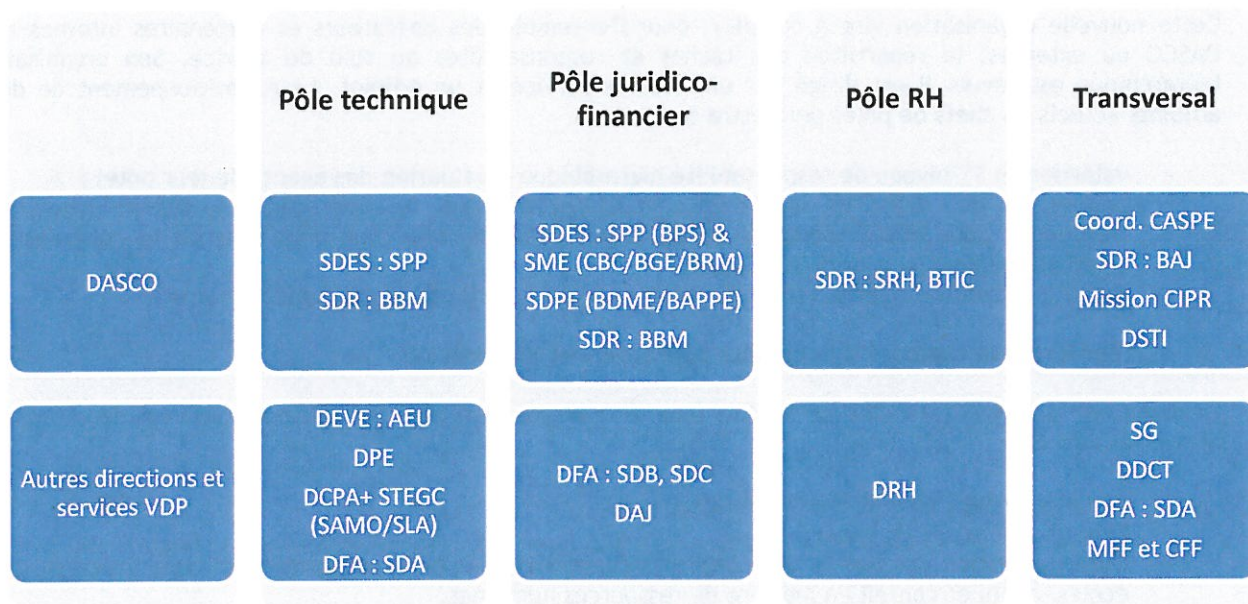 Pôle technique
Pôle juridico-
financier
Pôle RH
Transversal
DASCO
SDES : SPP
SDR : BBM
SDES : SPP (BPS) &
SME (CBC/BGE/BRM)
SDPE (BDME/BAPPE)
SDR : BBM
SDR : SRH, BTIC
Coord. CASPE
SDR : BAJ
Mission CIPR
DSTI
Autres directions et
services VDP
DEVE : AEU
DPE
DCPA+ STEGC
(SAMO/SLA)
DFA : SDA
DFA : SDB, SDC
DAJ
DRH
SG
DDCT
DFA : SDA
MFF et CFF